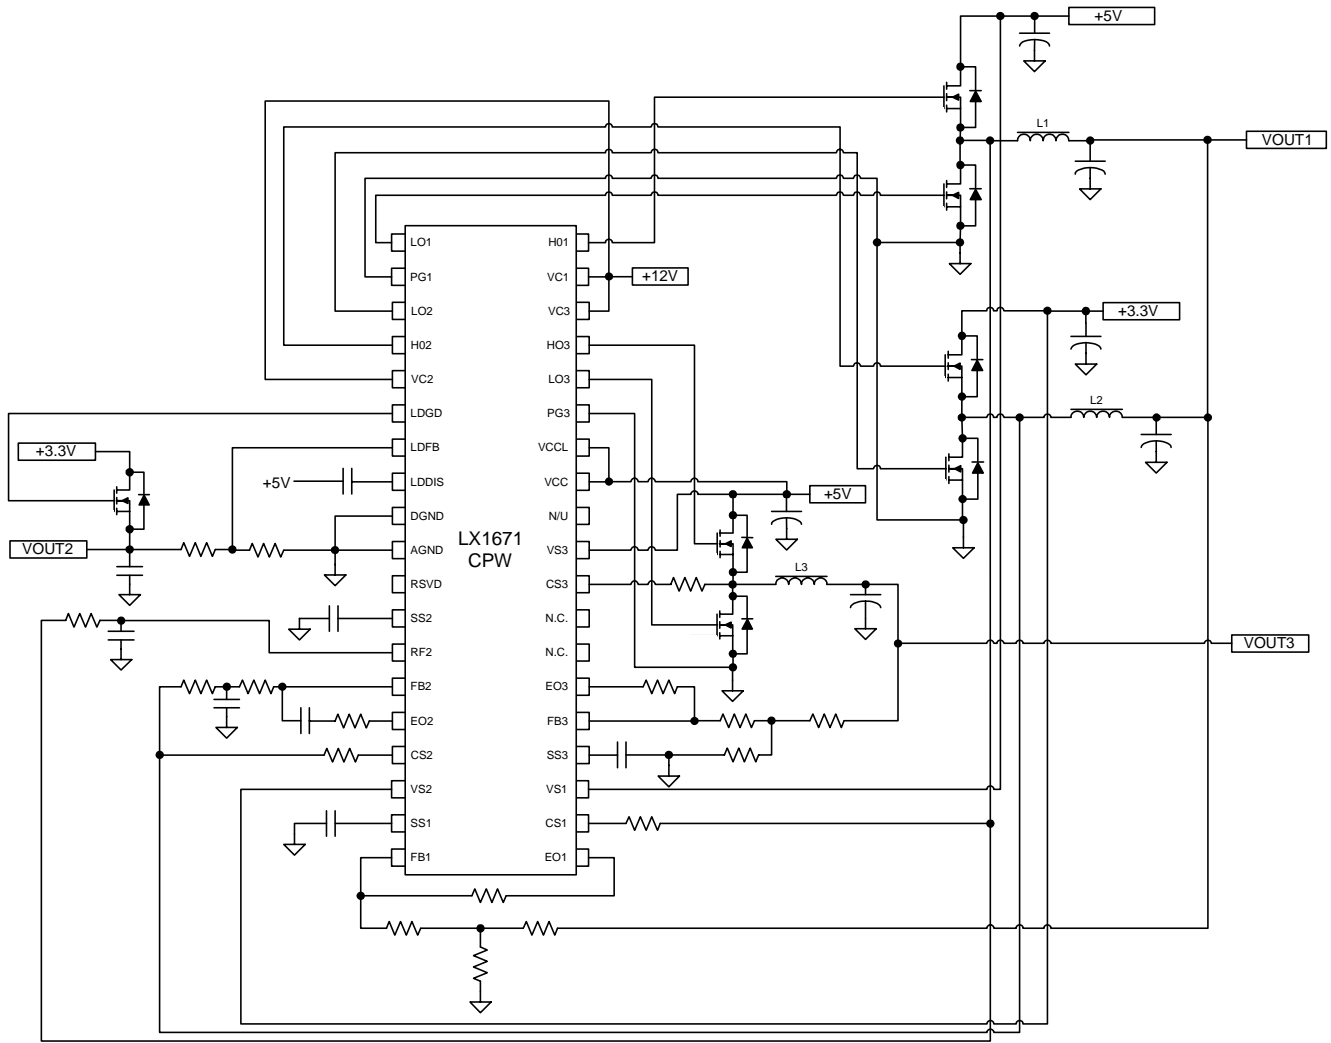 +5V
L1
VOUT1
LO1
H01
PG1
VC1
+12V
LO2
VC3
+3.3V
H02
HO3
VC2
LO3
L2
LDGD
PG3
+3.3V
LDFB
VCCL
+5V
LDDIS
VCC
+5V
DGND
N/U
LX1671
CPW
VOUT2
AGND
VS3
RSVD
CS3
L3
SS2
N.C.
RF2
N.C.
VOUT3
FB2
EO3
EO2
FB3
CS2
SS3
VS2
VS1
SS1
CS1
FB1
EO1